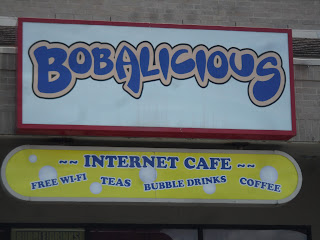 BOBALICIOUS
~~ INTERNET CAFE ~~
FREE WI-FI TEAS BUBBLE DRINKS COFFEE